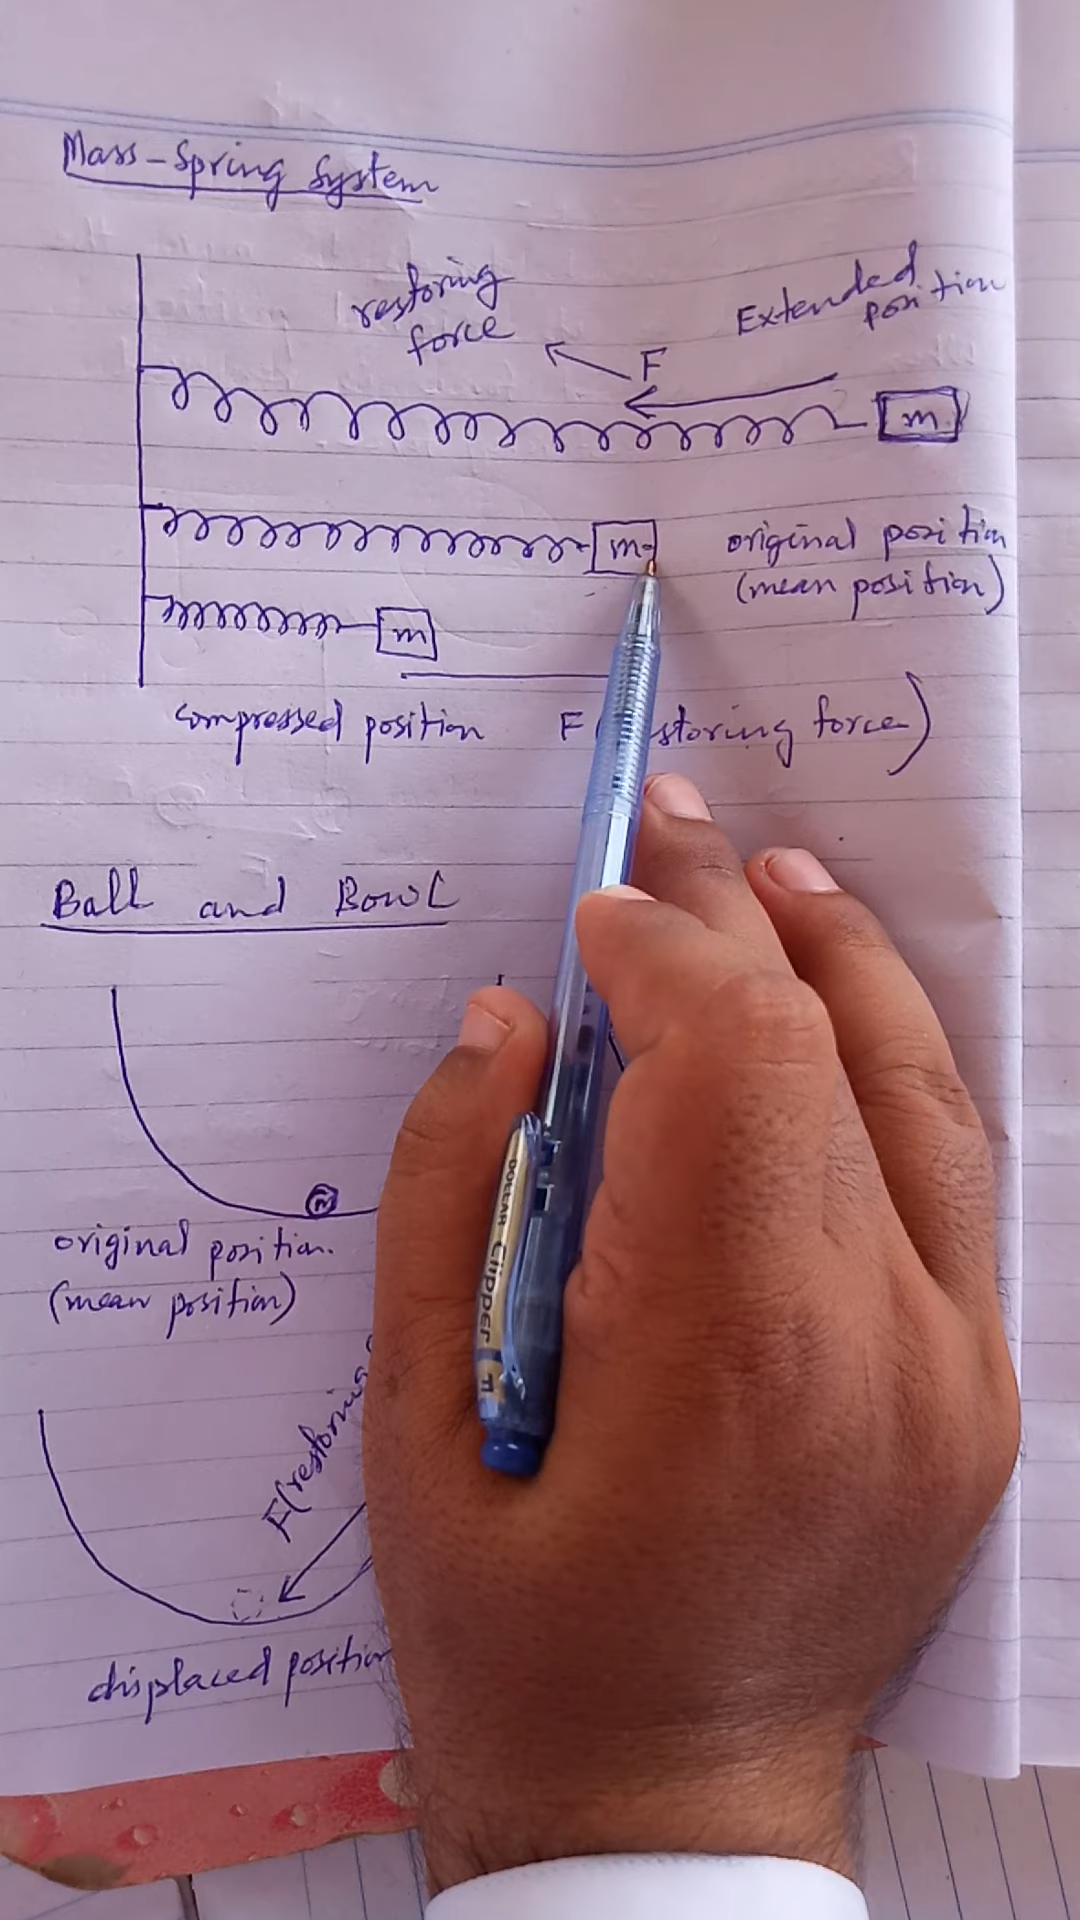 Mass-Spring System
restoring
force
Extended
position
F
m
m
original position
(mean position)
m
compressed position F ( storing force)
Ball and Bowl
m
original position.
(mean position)
F(restoring
displaced position
DOLLAR Clipper